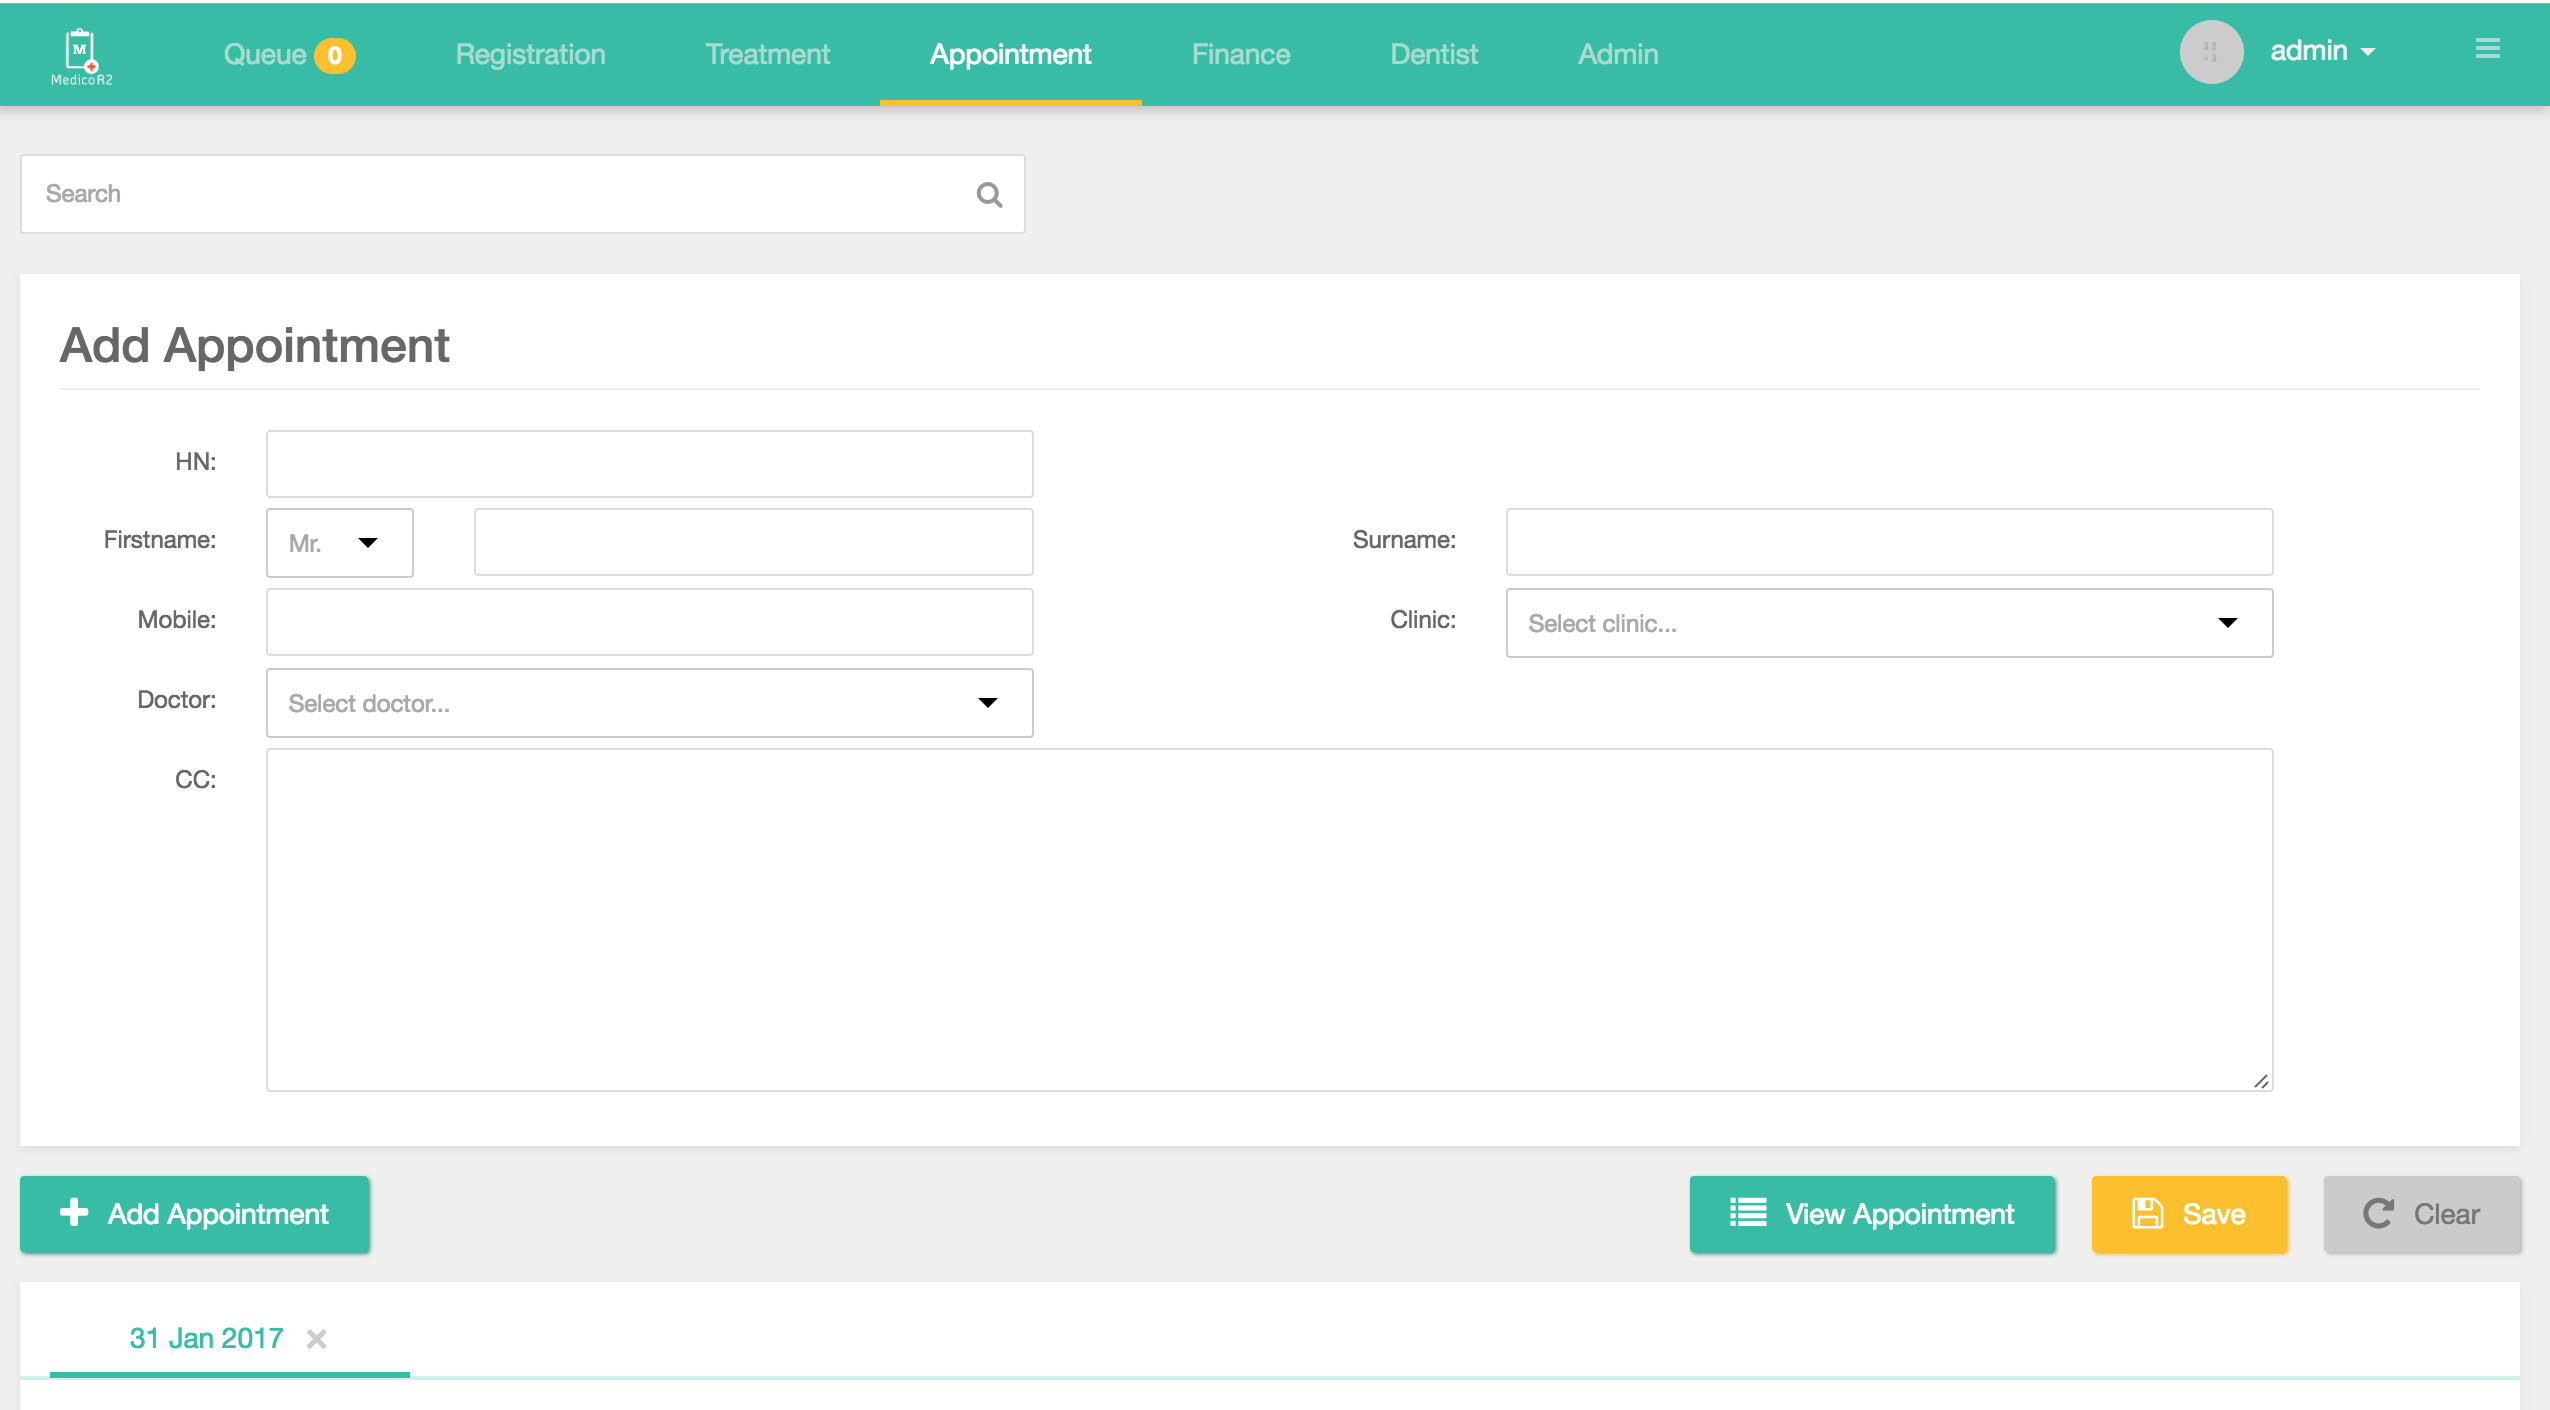 M
MedicoR2
Queue 0 Registration Treatment Appointment Finance Dentist Admin admin
Search
Add Appointment
HN:
Firstname: Mr. Surname:
Mobile: Clinic: Select clinic...
Doctor: Select doctor...
CC:
Add Appointment View Appointment Save Clear
31 Jan 2017